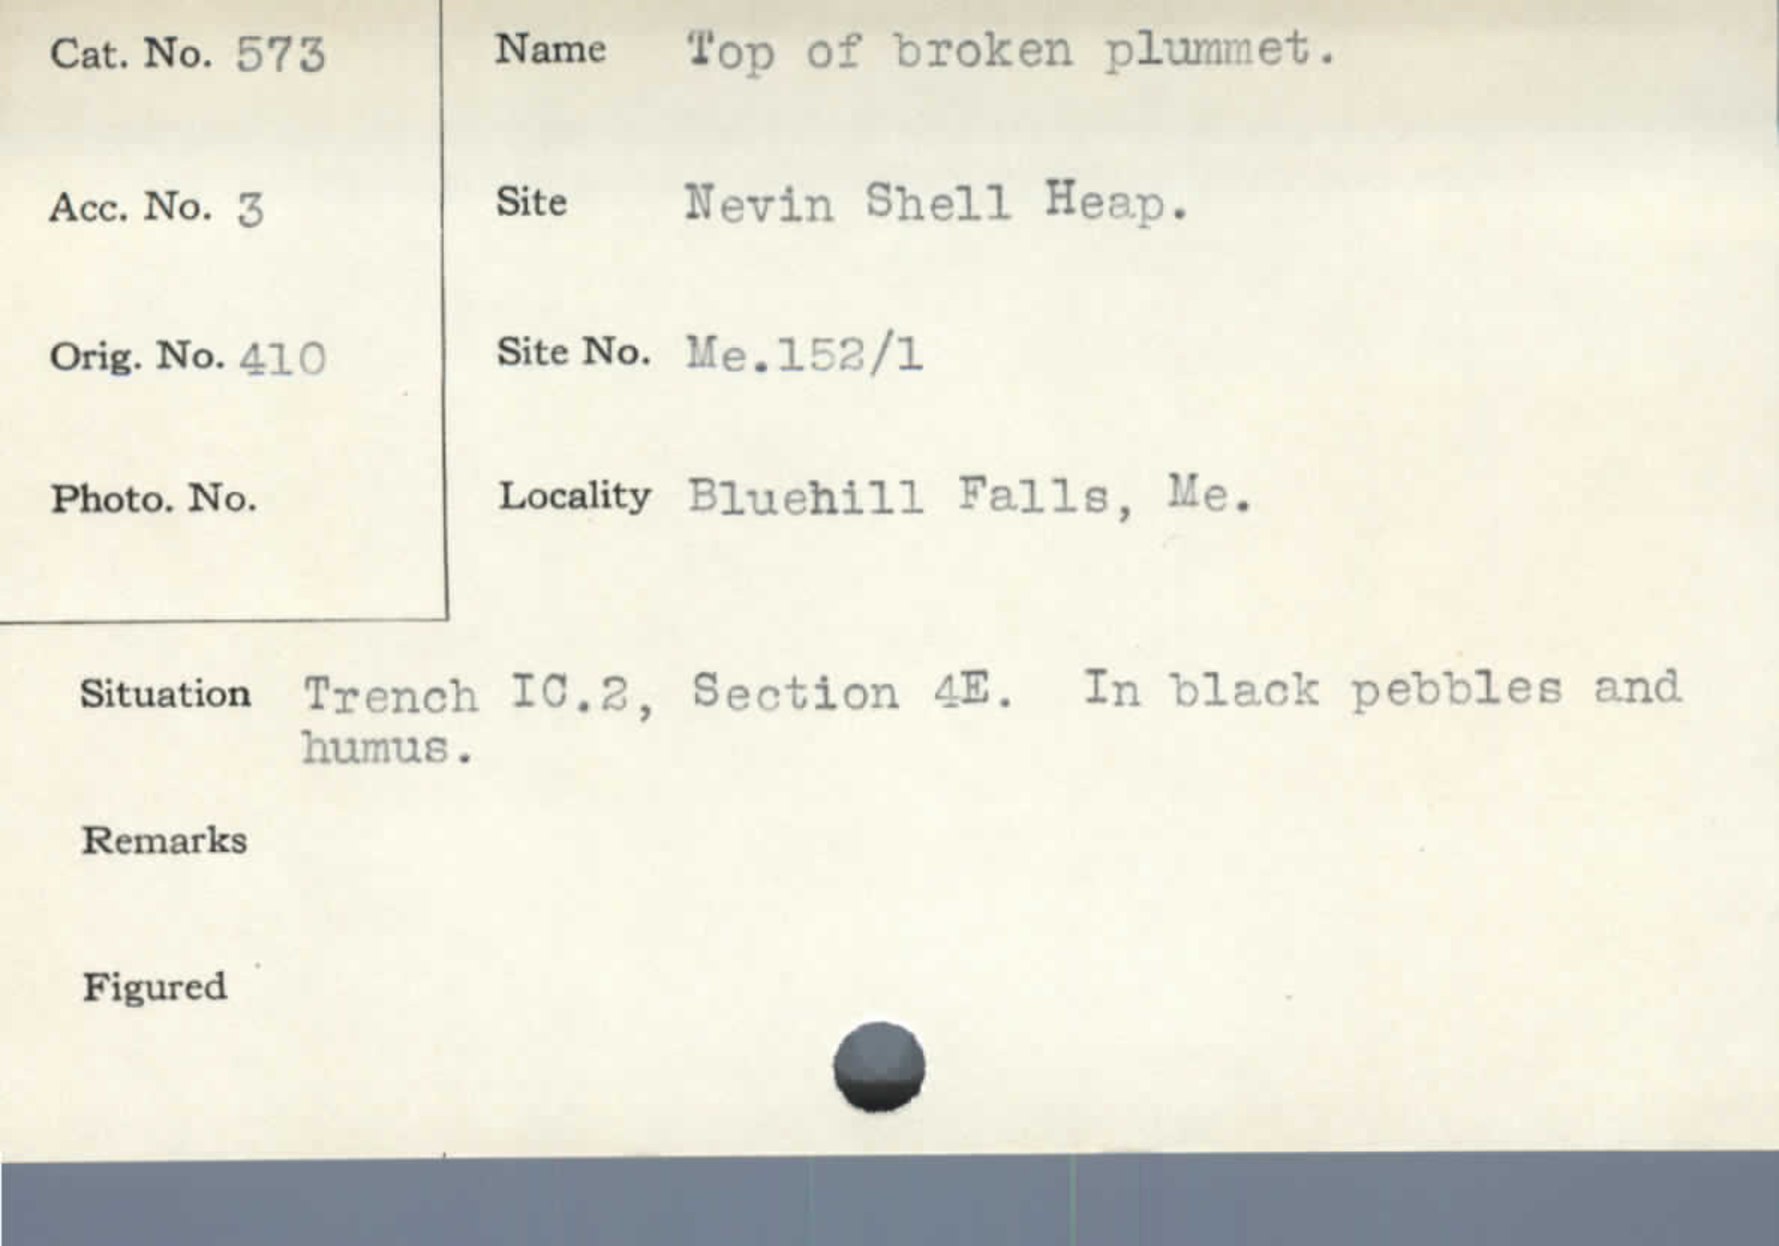 Cat. No. 573
Name Top of broken plummet.
Acc. No. 3
Site Nevin Shell Heap.
Orig. No. 410
Site No. Me.152/1
Photo. No.
Locality Bluehill Falls, Me.
Situation Trench IC.2, Section 4E. In black pebbles and
humus.
Remarks
Figured